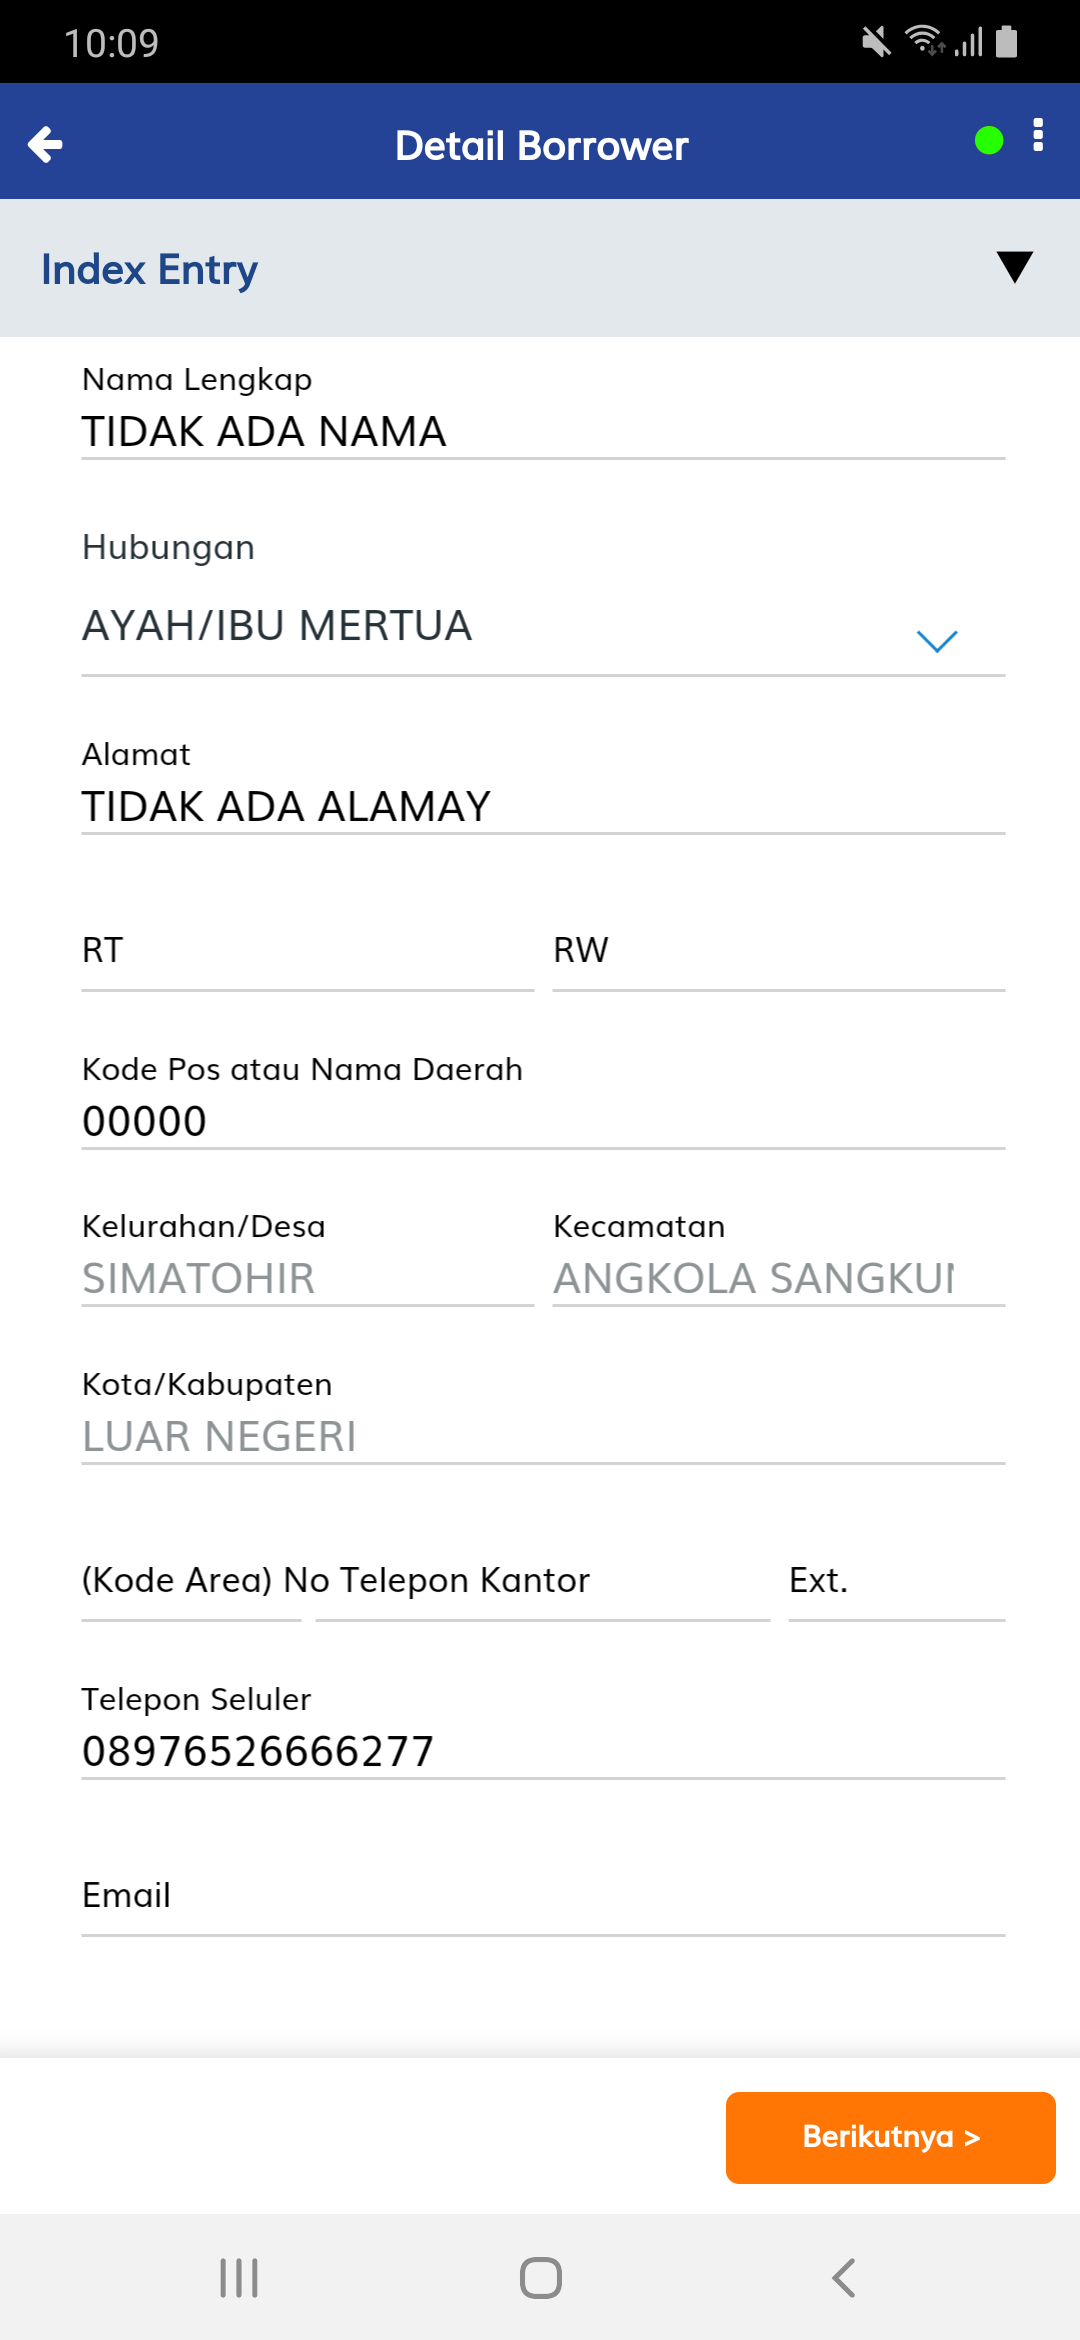 10:09
Detail Borrower
Index Entry
Nama Lengkap
TIDAK ADA NAMA
Hubungan
AYAH/IBU MERTUA
Alamat
TIDAK ADA ALAMAY
RT RW
Kode Pos atau Nama Daerah
00000
Kelurahan/Desa Kecamatan
SIMATOHIR ANGKOLA SANGKU
Kota/Kabupaten
LUAR NEGERI
(Kode Area) No Telepon Kantor Ext.
Telepon Seluler
08976526666277
Email
Berikutnya >